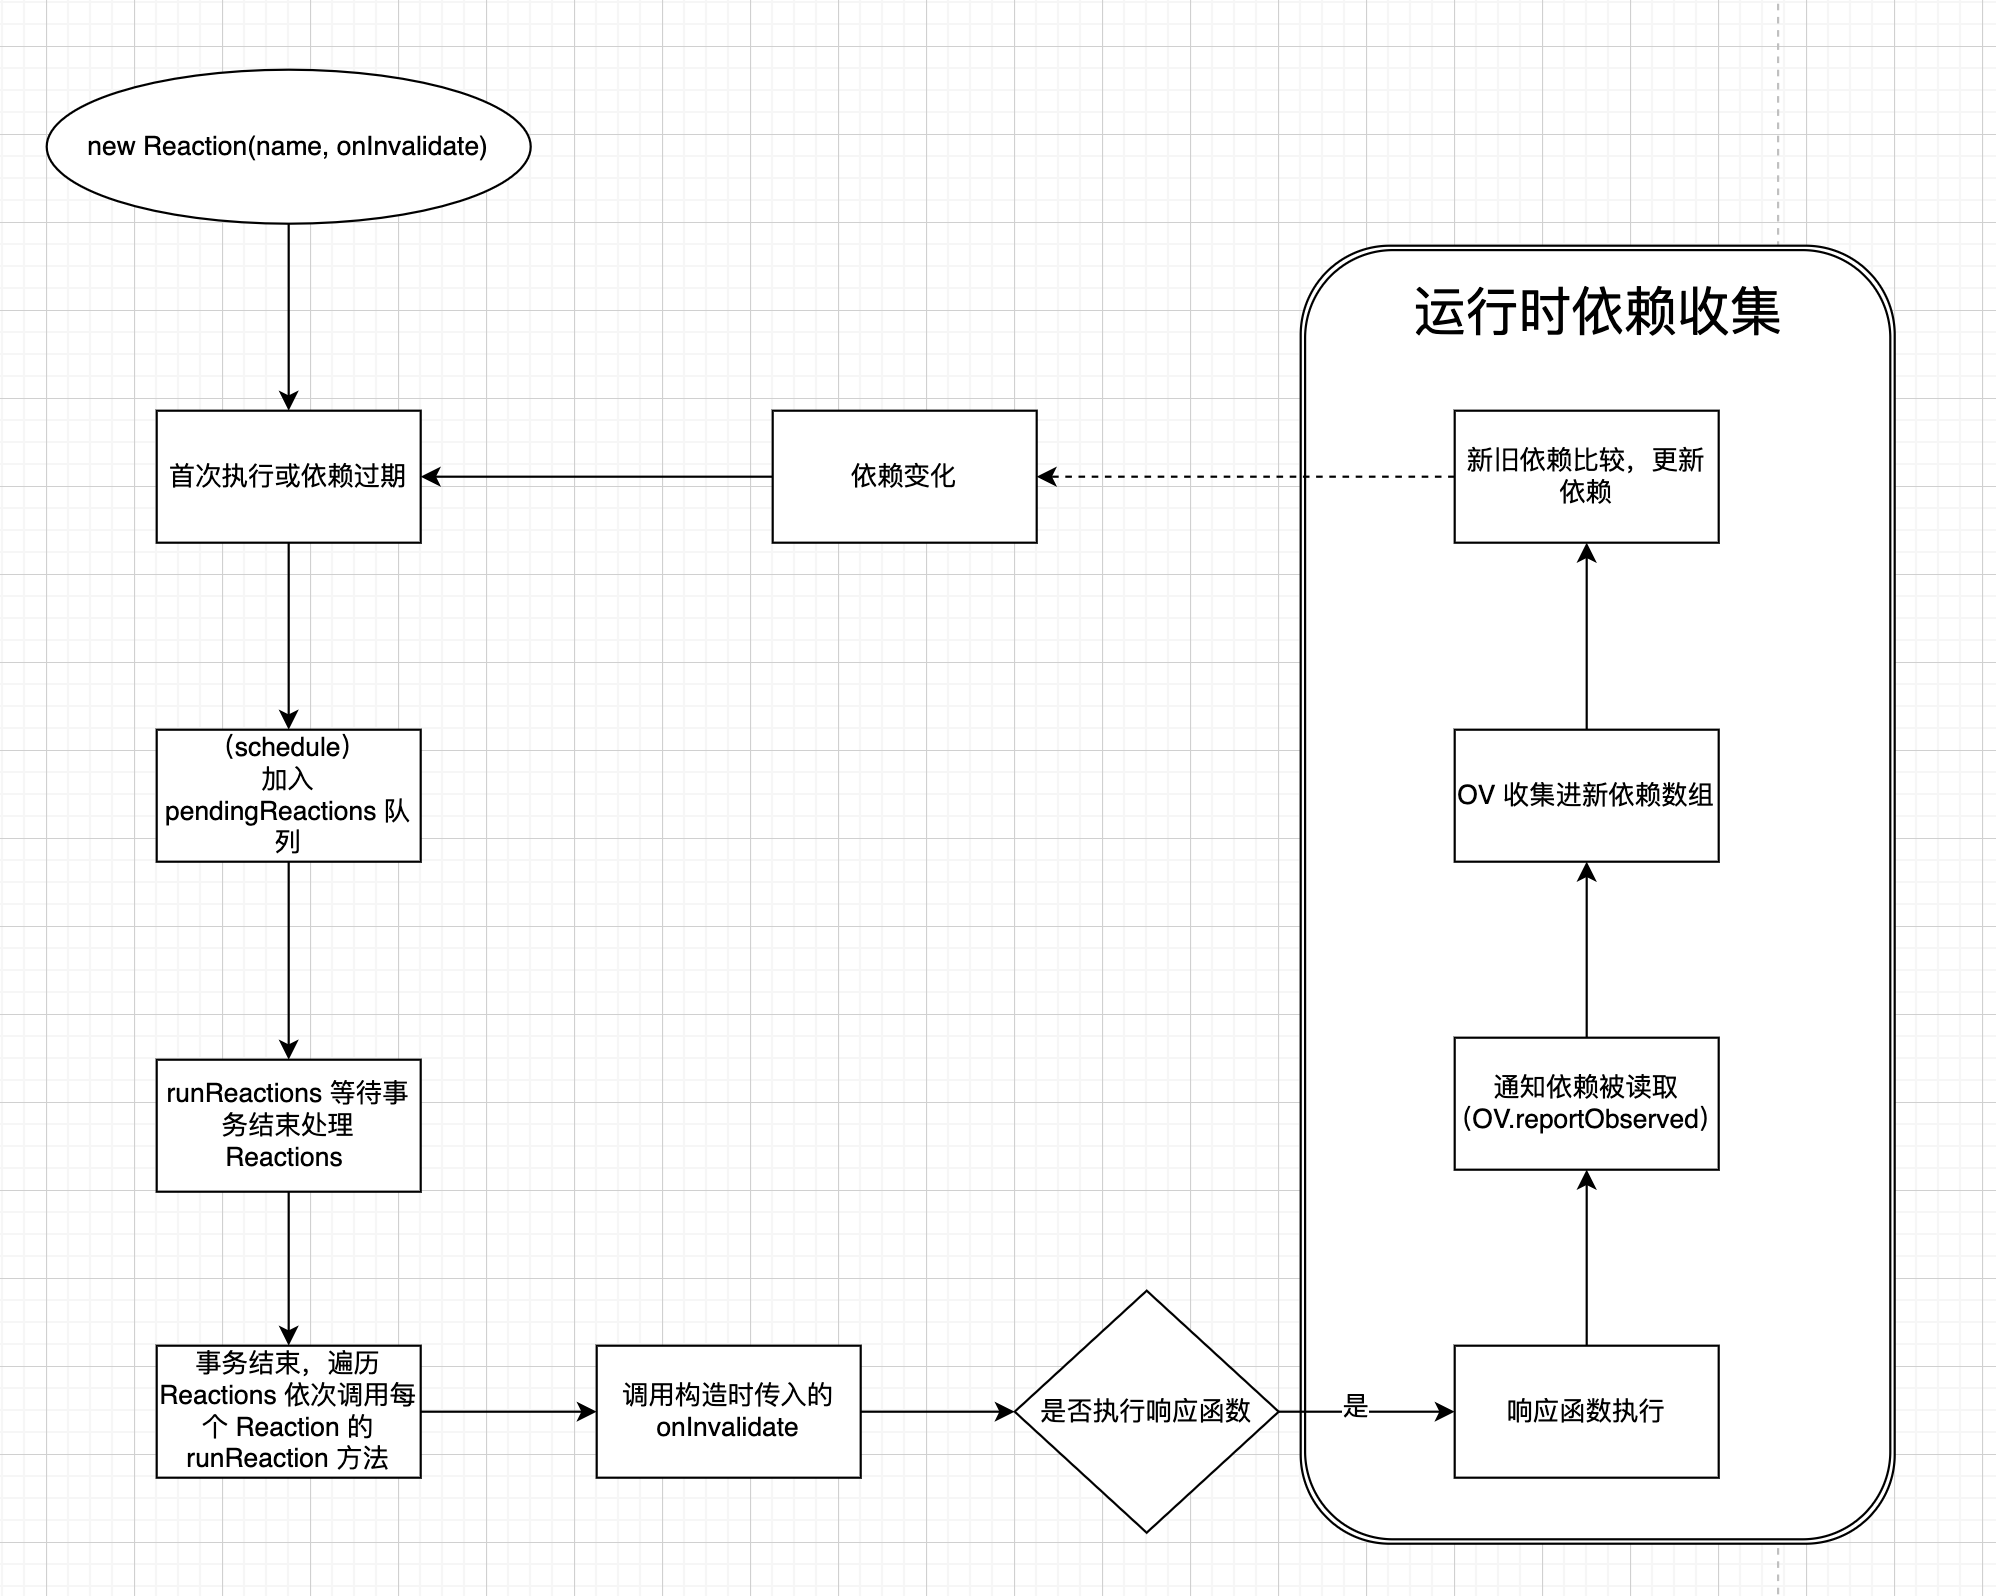 new Reaction(name, onInvalidate)
运行时依赖收集
首次执行或依赖过期
依赖变化
新旧依赖比较，更新
依赖
（schedule）
加入
pendingReactions 队
列
OV 收集进新依赖数组
runReactions 等待事
务结束处理
Reactions
通知依赖被读取
（OV.reportObserved）
事务结束，遍历
Reactions 依次调用每
个 Reaction 的
runReaction 方法
调用构造时传入的
onInvalidate
是否执行响应函数
是
响应函数执行